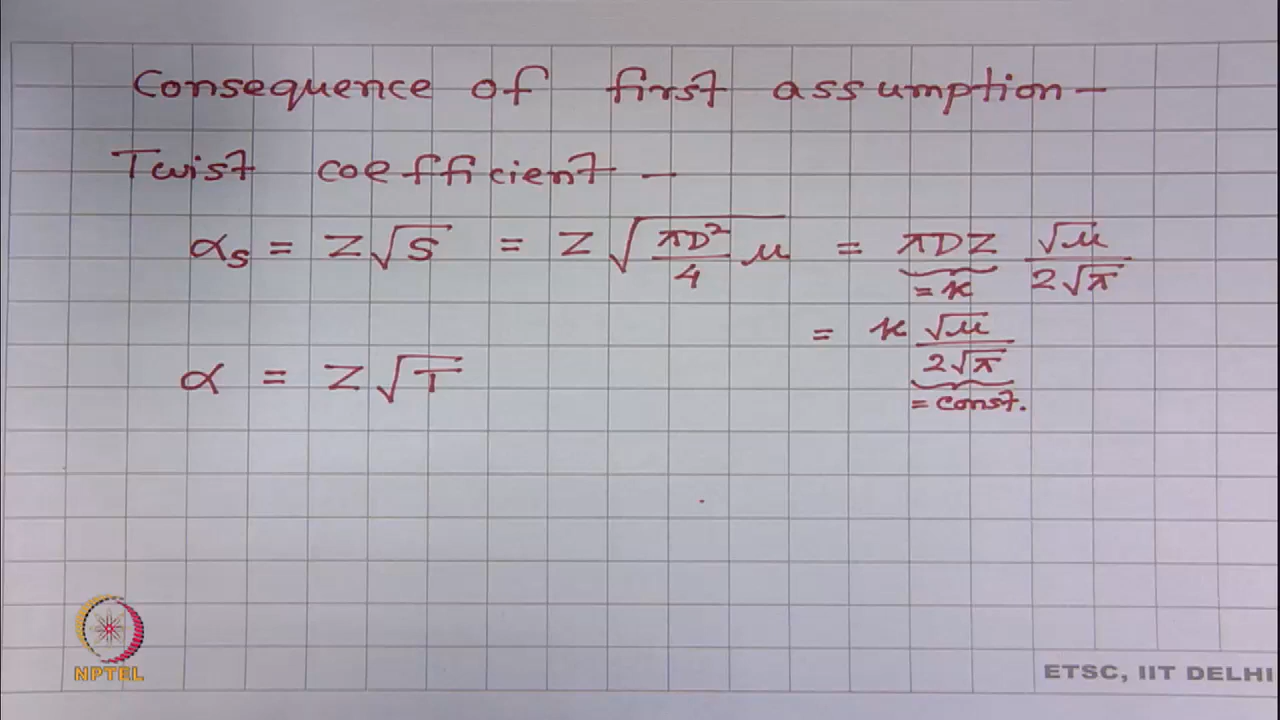 Consequence of first assumption -
Twist coefficient -
αₛ = Z√S = Z√(πD²/4 μ) = πDZ √μ / 2√π
= κ
= κ √μ / 2√π
= const.
α = Z√T
NPTEL
ETSC, IIT DELHI